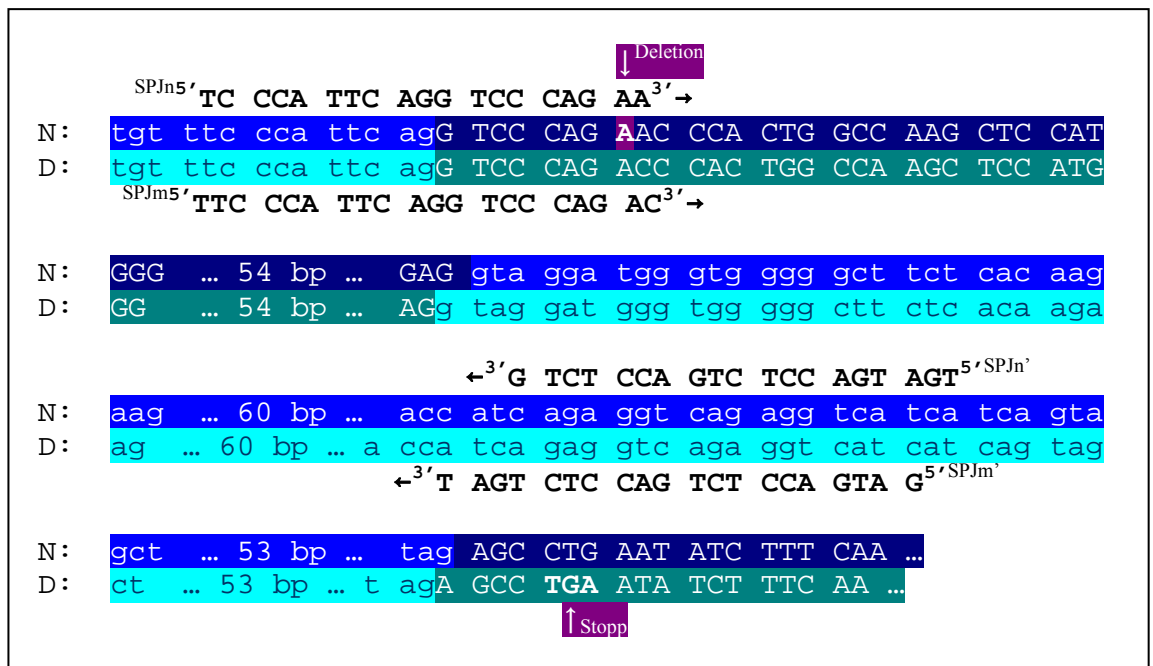 ↓Deletion
SPJn5’TC CCA TTC AGG TCCC CAG AA3’→
N: tgt ttc cca ttc agG TCCC CAG AAC CCA CTG GCC AAG CTC CAT
D: tgt ttc cca ttc agG TCCC CAG ACC CAC TGG CCA AGC TCC ATG
SPJm5’TTC CCA TTC AGG TCC CAG AC3’→
N: GGG … 54 bp … GAG gta gga tgg gtg ggg gct tct cac aag
D: GG … 54 bp … AGg tag gat ggg tgg ggg ctt ctc aca aga
←3’G TCT CCA GTC TCC AGT AGT5’SPJn’
N: aag … 60 bp … acc atc aga ggt cag agg tca tca tca gta
D: ag … 60 bp … a cca tca gag gtc aga ggt cat cat cag tag
←3’T AGT CTC CAG TCT CCA GTA G5’SPJm’
N: gct … 53 bp … tag AGC CTG AAT ATC TTT CAA …
D: ct … 53 bp … t agA AGCC TGA ATA TCT TTC AA …
↑Stopp